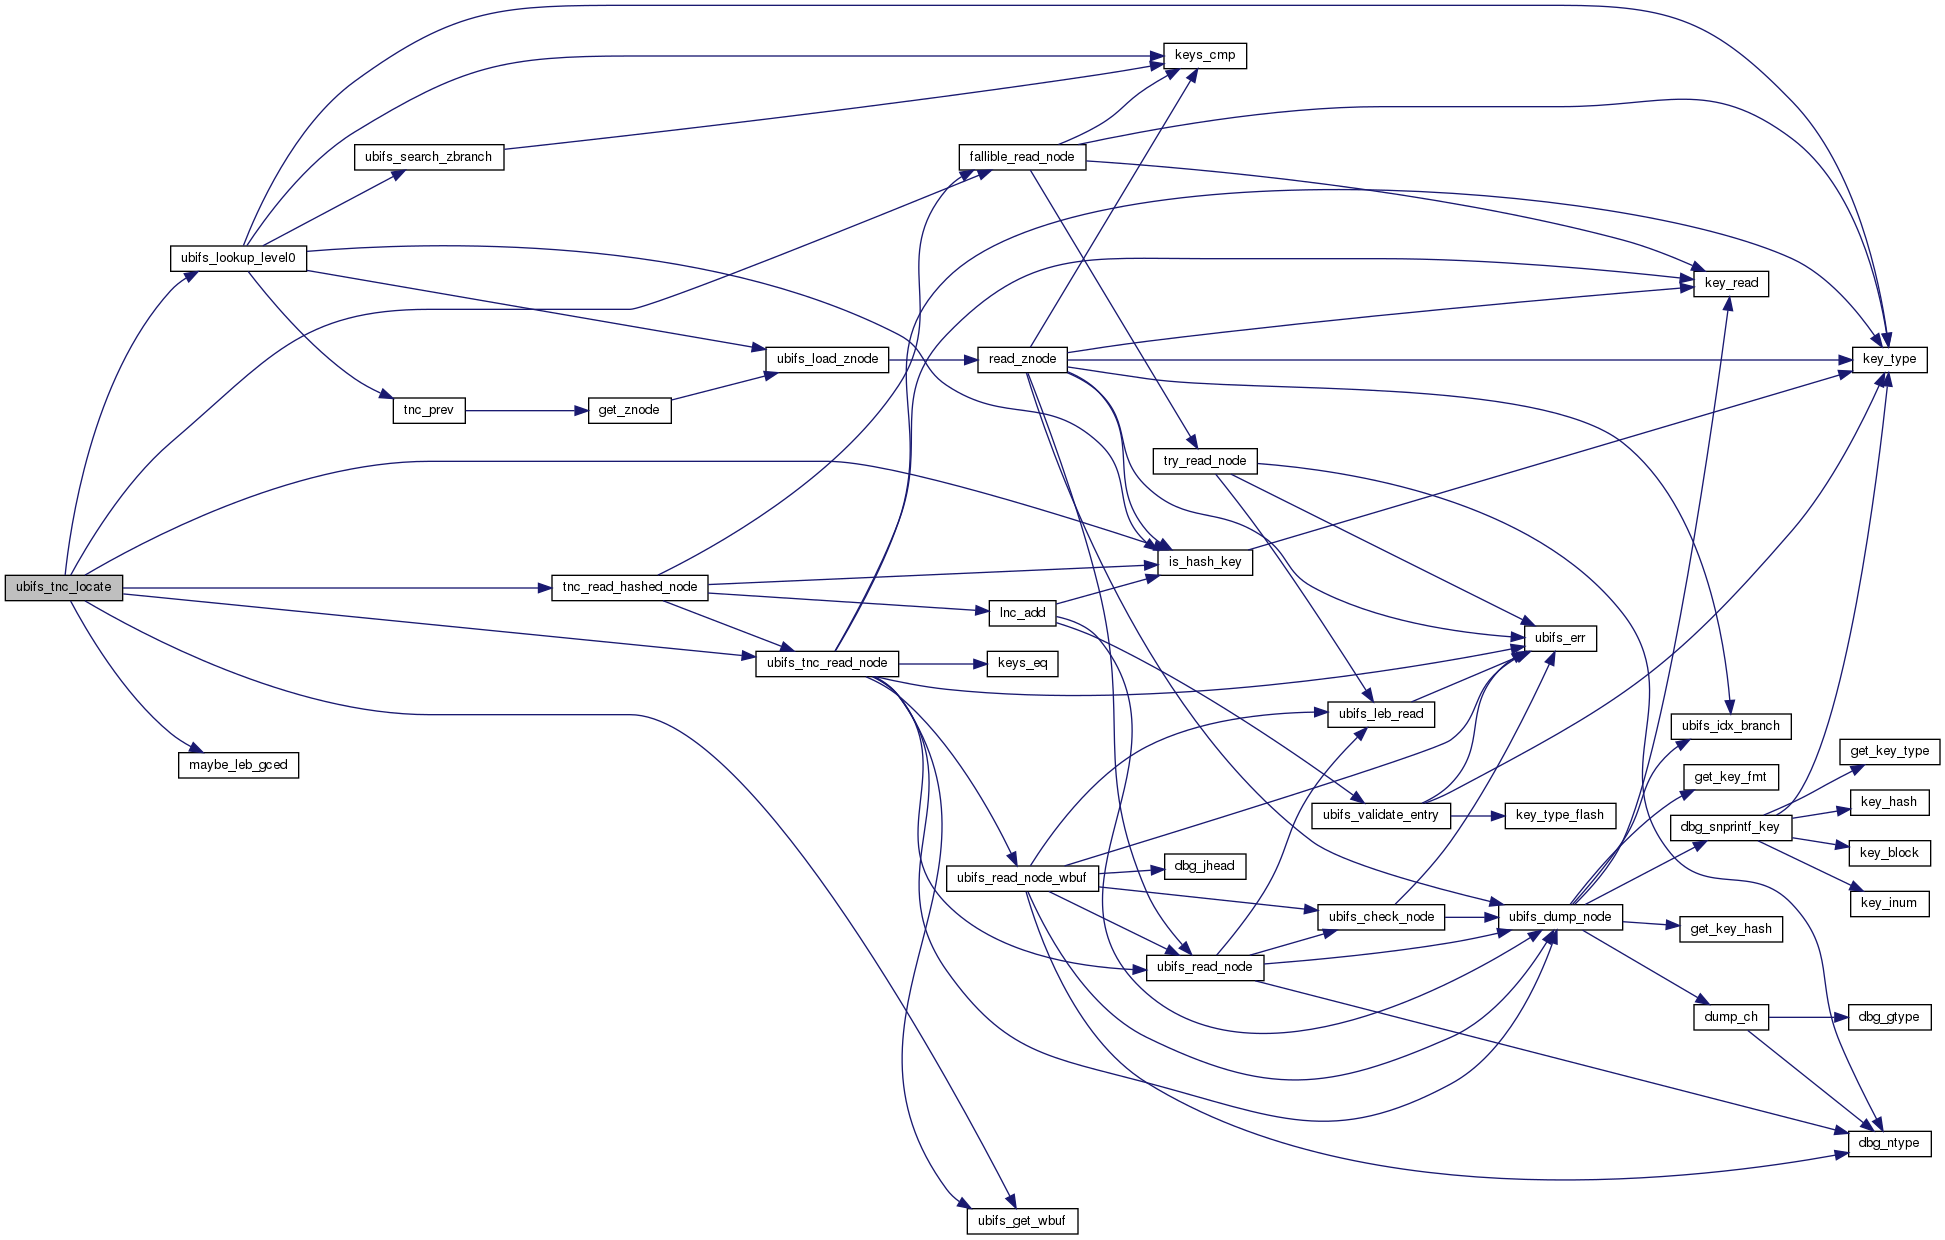 keys_cmp
ubifs_search_zbranch
fallible_read_node
ubifs_lookup_level0
key_read
ubifs_load_znode
read_znode
key_type
tnc_prev
get_znode
try_read_node
is_hash_key
ubifs_tnc_locate
tnc_read_hashed_node
lnc_add
ubifs_err
ubifs_tnc_read_node
keys_eq
ubifs_leb_read
ubifs_idx_branch
get_key_type
maybe_leb_gced
get_key_fmt
key_hash
ubifs_validate_entry
key_type_flash
dbg_snprintf_key
key_block
dbg_jhead
ubifs_read_node_wbuf
key_inum
ubifs_check_node
ubifs_dump_node
get_key_hash
ubifs_read_node
dump_ch
dbg_gtype
dbg_ntype
ubifs_get_wbuf